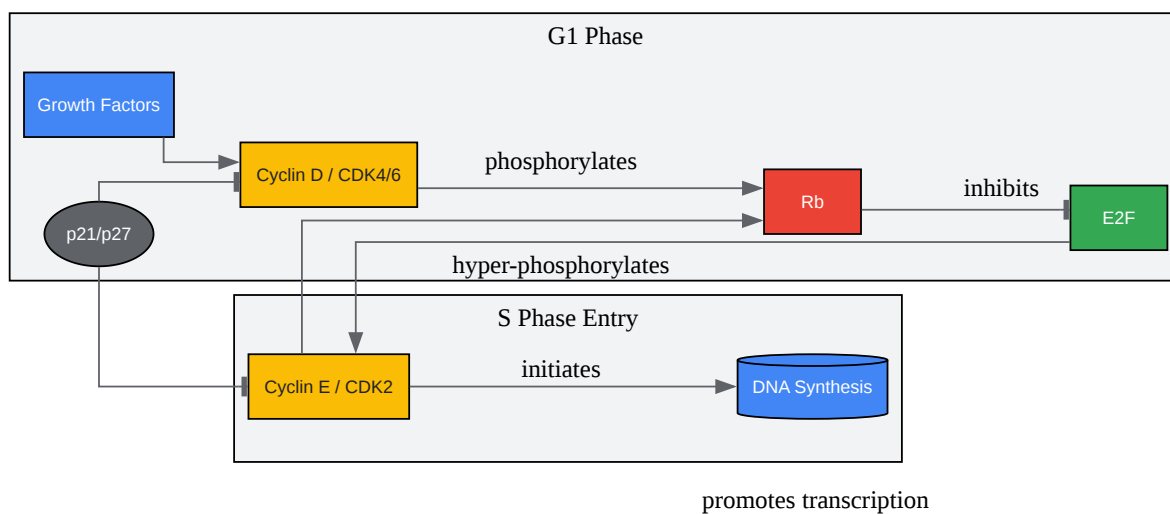 G1 Phase
Growth Factors
Cyclin D / CDK4/6
phosphorylates
Rb
inhibits
E2F
p21/p27
hyper-phosphorylates
S Phase Entry
Cyclin E / CDK2
initiates
DNA Synthesis
promotes transcription